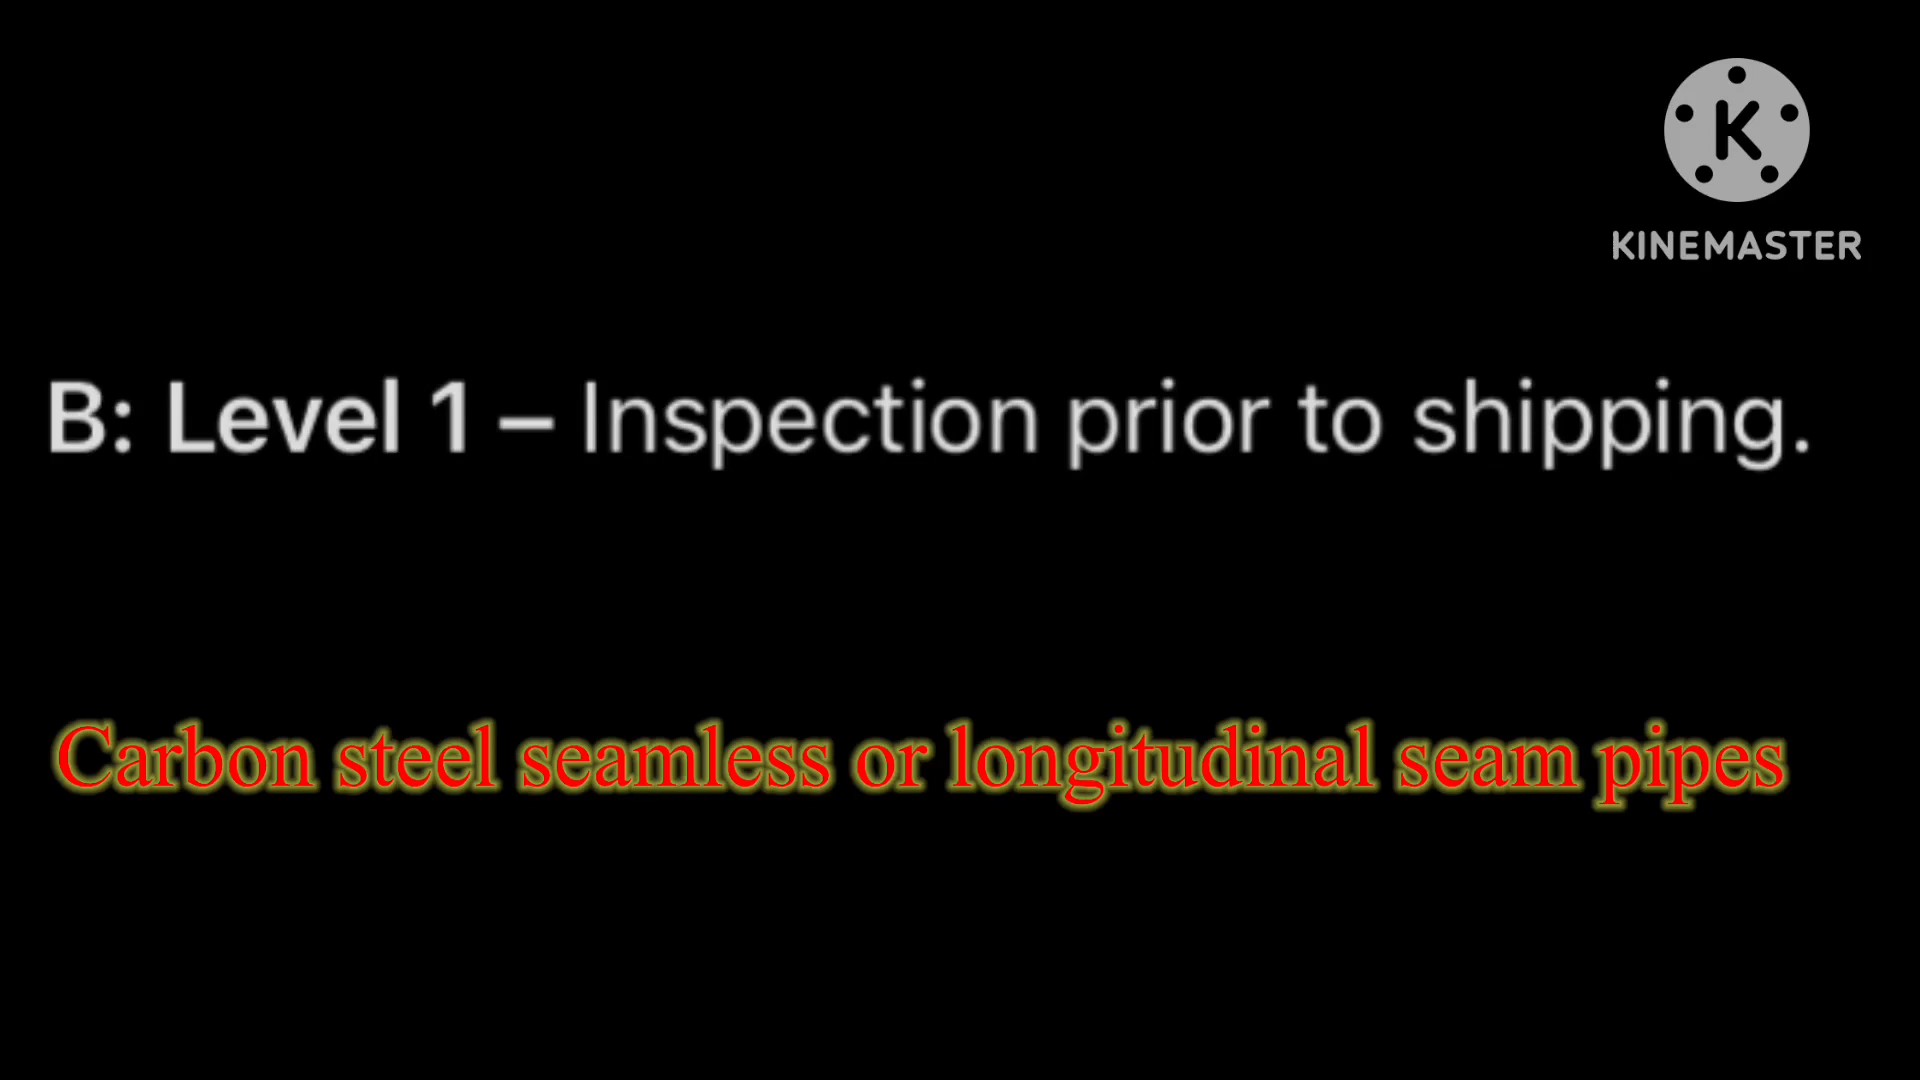 K
KINEMASTER
B: Level 1 – Inspection prior to shipping.
Carbon steel seamless or longitudinal seam pipes